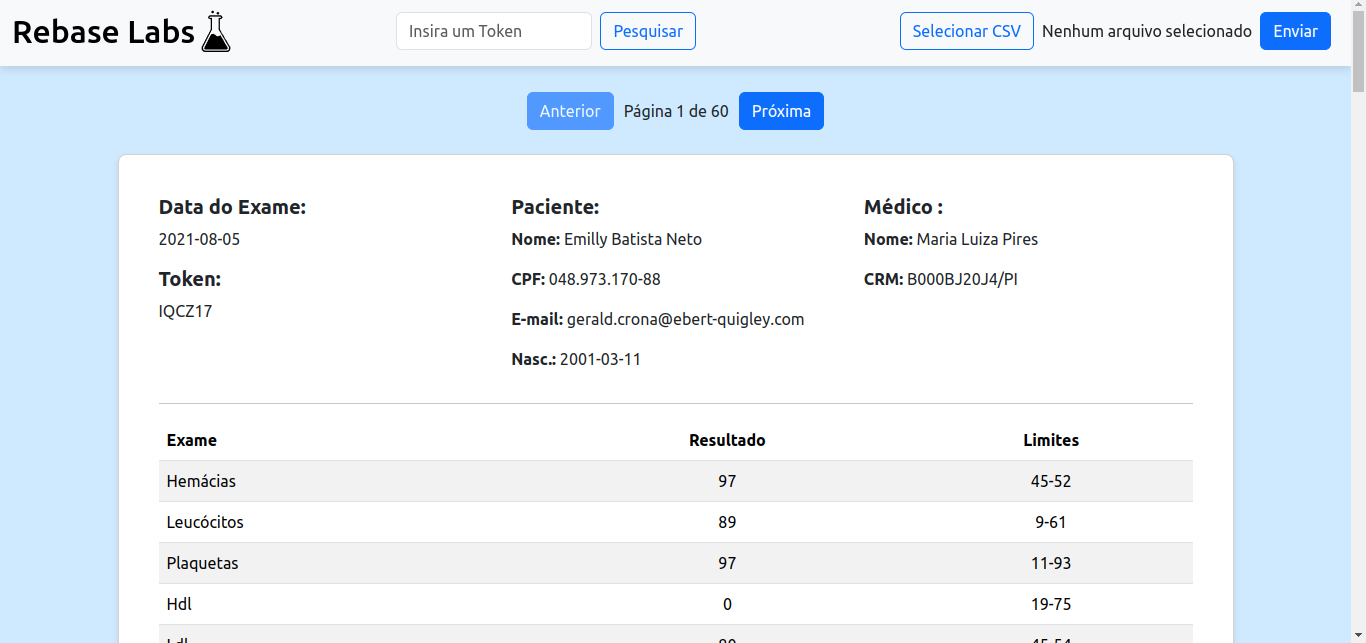 Rebase Labs
Insira um Token Pesquisar
Selecionar CSV Nenhum arquivo selecionado Enviar
Anterior Página 1 de 60 Próxima
Data do Exame:
2021-08-05
Token:
IQCZ17
Paciente:
Nome: Emilly Batista Neto
CPF: 048.973.170-88
E-mail: gerald.crona@ebert-quigley.com
Nasc.: 2001-03-11
Médico :
Nome: Maria Luiza Pires
CRM: B000BJ20J4/PI
Exame Resultado Limites
Hemácias 97 45-52
Leucócitos 89 9-61
Plaquetas 97 11-93
Hdl 0 19-75